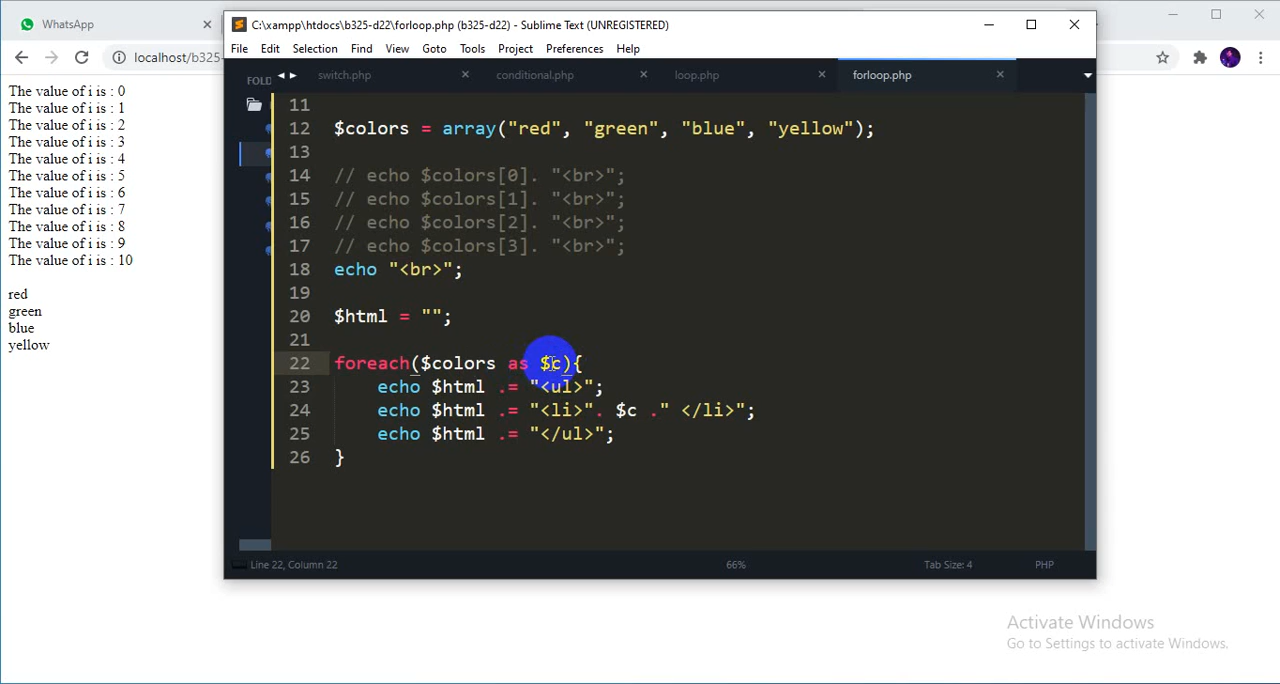 WhatsApp
localhost/b325-
The value of i is : 0
The value of i is : 1
The value of i is : 2
The value of i is : 3
The value of i is : 4
The value of i is : 5
The value of i is : 6
The value of i is : 7
The value of i is : 8
The value of i is : 9
The value of i is : 10
red
green
blue
yellow
C:\xampp\htdocs\b325-d22\forloop.php (b325-d22) - Sublime Text (UNREGISTERED)
File Edit Selection Find View Goto Tools Project Preferences Help
FOLD
switch.php conditional.php loop.php forloop.php
11
12 $colors = array("red", "green", "blue", "yellow");
13
14 // echo $colors[0]. "<br>";
15 // echo $colors[1]. "<br>";
16 // echo $colors[2]. "<br>";
17 // echo $colors[3]. "<br>";
18 echo "<br>";
19
20 $html = "";
21
22 foreach($colors as $c){
23 echo $html .= "<ul>";
24 echo $html .= "<li>". $c ." </li>";
25 echo $html .= "</ul>";
26 }
Line 22, Column 22 66% Tab Size: 4 PHP
Activate Windows
Go to Settings to activate Windows.